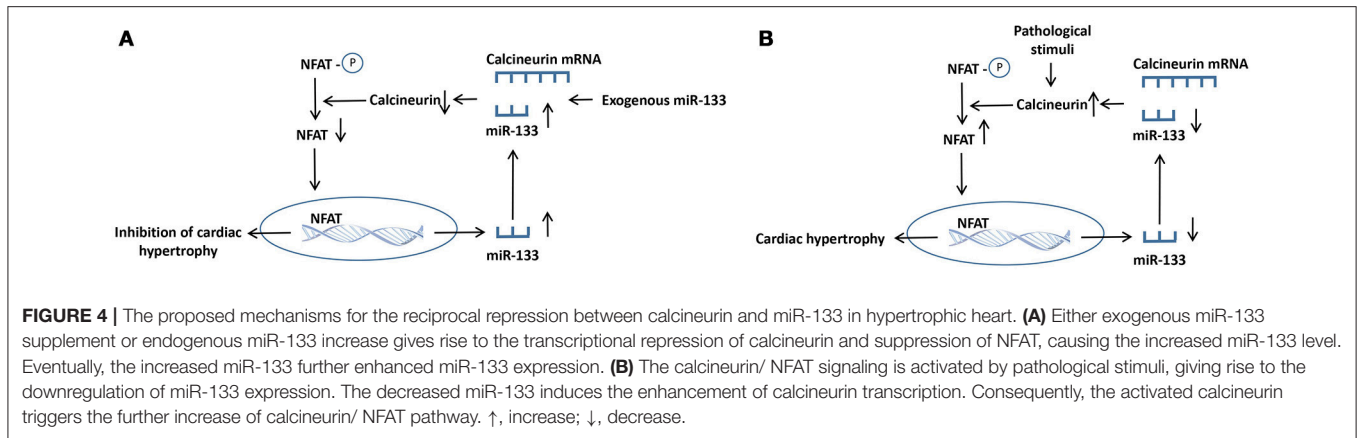 A
NFAT - P
Calcineurin mRNA
Calcineurin ↓
Exogenous miR-133
miR-133 ↑
NFAT ↓
NFAT
Inhibition of cardiac
hypertrophy
miR-133 ↑
B
Pathological
stimuli
NFAT - P
Calcineurin mRNA
Calcineurin ↑
miR-133 ↓
NFAT ↑
NFAT
Cardiac hypertrophy
miR-133 ↓
FIGURE 4 | The proposed mechanisms for the reciprocal repression between calcineurin and miR-133 in hypertrophic heart. (A) Either exogenous miR-133
supplement or endogenous miR-133 increase gives rise to the transcriptional repression of calcineurin and suppression of NFAT, causing the increased miR-133 level.
Eventually, the increased miR-133 further enhanced miR-133 expression. (B) The calcineurin/ NFAT signaling is activated by pathological stimuli, giving rise to the
downregulation of miR-133 expression. The decreased miR-133 induces the enhancement of calcineurin transcription. Consequently, the activated calcineurin
triggers the further increase of calcineurin/ NFAT pathway. ↑, increase; ↓, decrease.